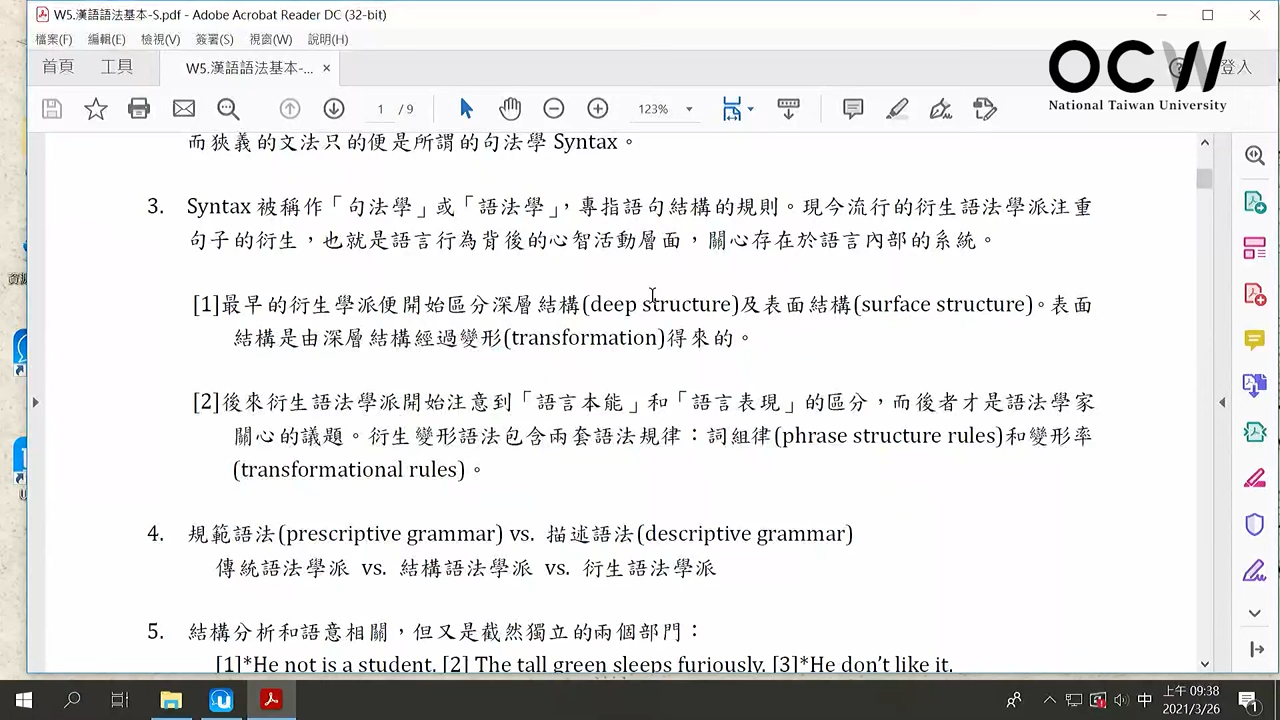 W5.漢語語法基本-S.pdf - Adobe Acrobat Reader DC (32-bit)
檔案(F) 編輯(E) 檢視(V) 簽署(S) 視窗(W) 說明(H)
首頁 工具 W5.漢語語法基本-... × 登入
OCW
National Taiwan University
1 / 9 123%
而狹義的文法只的便是所謂的句法學 Syntax。
3. Syntax 被稱作「句法學」或「語法學」，專指語句結構的規則。現今流行的衍生語法學派注重
句子的衍生，也就是語言行為背後的心智活動層面，關心存在於語言內部的系統。
[1]最早的衍生學派便開始區分深層結構(deep structure)及表面結構(surface structure)。表面
結構是由深層結構經過變形(transformation)得來的。
[2]後來衍生語法學派開始注意到「語言本能」和「語言表現」的區分，而後者才是語法學家
關心的議題。衍生變形語法包含兩套語法規律：詞組律(phrase structure rules)和變形率
(transformational rules)。
4. 規範語法(prescriptive grammar) vs. 描述語法(descriptive grammar)
傳統語法學派 vs. 結構語法學派 vs. 衍生語法學派
5. 結構分析和語意相關，但又是截然獨立的兩個部門：
[1]*He not is a student. [2] The tall green sleeps furiously. [3]*He don't like it.
中
上午 09:38
2021/3/26
1